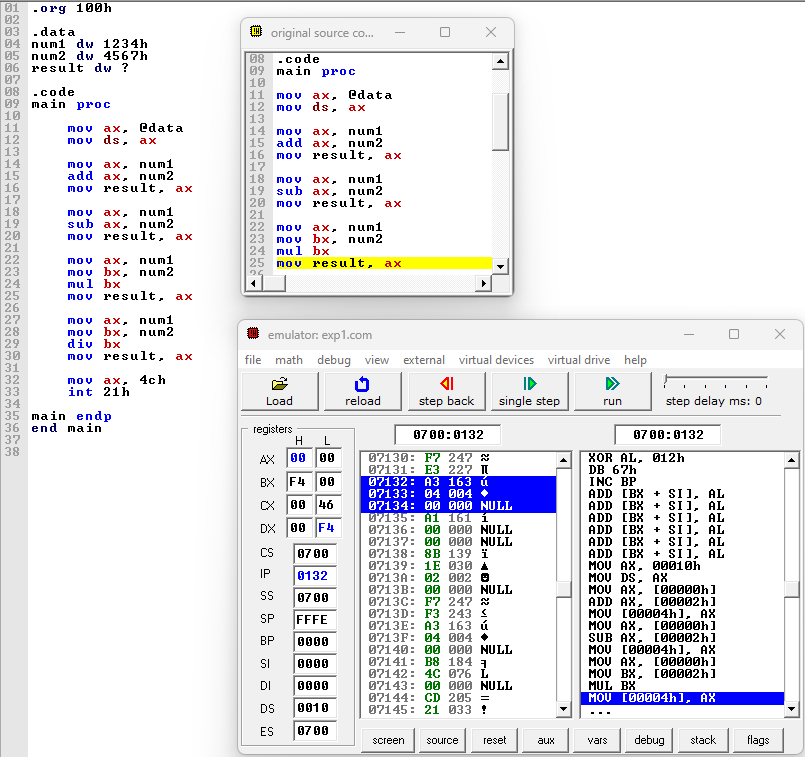 01 .org 100h
02
03 .data
04 num1 dw 1234h
05 num2 dw 4567h
06 result dw ?
07
08 .code
09 main proc
10
11 mov ax, @data
12 mov ds, ax
13
14 mov ax, num1
15 add ax, num2
16 mov result, ax
17
18 mov ax, num1
19 sub ax, num2
20 mov result, ax
21
22 mov ax, num1
23 mov bx, num2
24 mul bx
25 mov result, ax
26
27 mov ax, num1
28 mov bx, num2
29 div bx
30 mov result, ax
31
32 mov ax, 4ch
33 int 21h
34
35 main endp
36 end main
37
38
original source co...
08 .code
09 main proc
10
11 mov ax, @data
12 mov ds, ax
13
14 mov ax, num1
15 add ax, num2
16 mov result, ax
17
18 mov ax, num1
19 sub ax, num2
20 mov result, ax
21
22 mov ax, num1
23 mov bx, num2
24 mul bx
25 mov result, ax
emulator: exp1.com
file math debug view external virtual devices virtual drive help
Load reload step back single step run step delay ms: 0
registers
H L
AX 00 00
BX F4 00
CX 00 46
DX 00 F4
CS 0700
IP 0132
SS 0700
SP FFFE
BP 0000
SI 0000
DI 0000
DS 0010
ES 0700
0700:0132
07130: F7 247 ≈
07131: E3 227 π
07132: A3 163 ú
07133: 04 004 ♦
07134: 00 000 NULL
07135: A1 161 í
07136: 00 000 NULL
07137: 00 000 NULL
07138: 8B 139 ï
07139: 1E 030 ▲
0713A: 02 002 ☻
0713B: 00 000 NULL
0713C: F7 247 ≈
0713D: F3 243 ≤
0713E: A3 163 ú
0713F: 04 004 ♦
07140: 00 000 NULL
07141: B8 184 ╕
07142: 4C 076 L
07143: 00 000 NULL
07144: CD 205 =
07145: 21 033 !
0700:0132
XOR AL, 012h
DB 67h
INC BP
ADD [BX + SI], AL
ADD [BX + SI], AL
ADD [BX + SI], AL
ADD [BX + SI], AL
ADD [BX + SI], AL
ADD [BX + SI], AL
MOV AX, 00010h
MOV DS, AX
MOV AX, [00000h]
ADD AX, [00002h]
MOV [00004h], AX
MOV AX, [00000h]
SUB AX, [00002h]
MOV [00004h], AX
MOV AX, [00000h]
MOV BX, [00002h]
MUL BX
MOV [00004h], AX
...
screen source reset aux vars debug stack flags